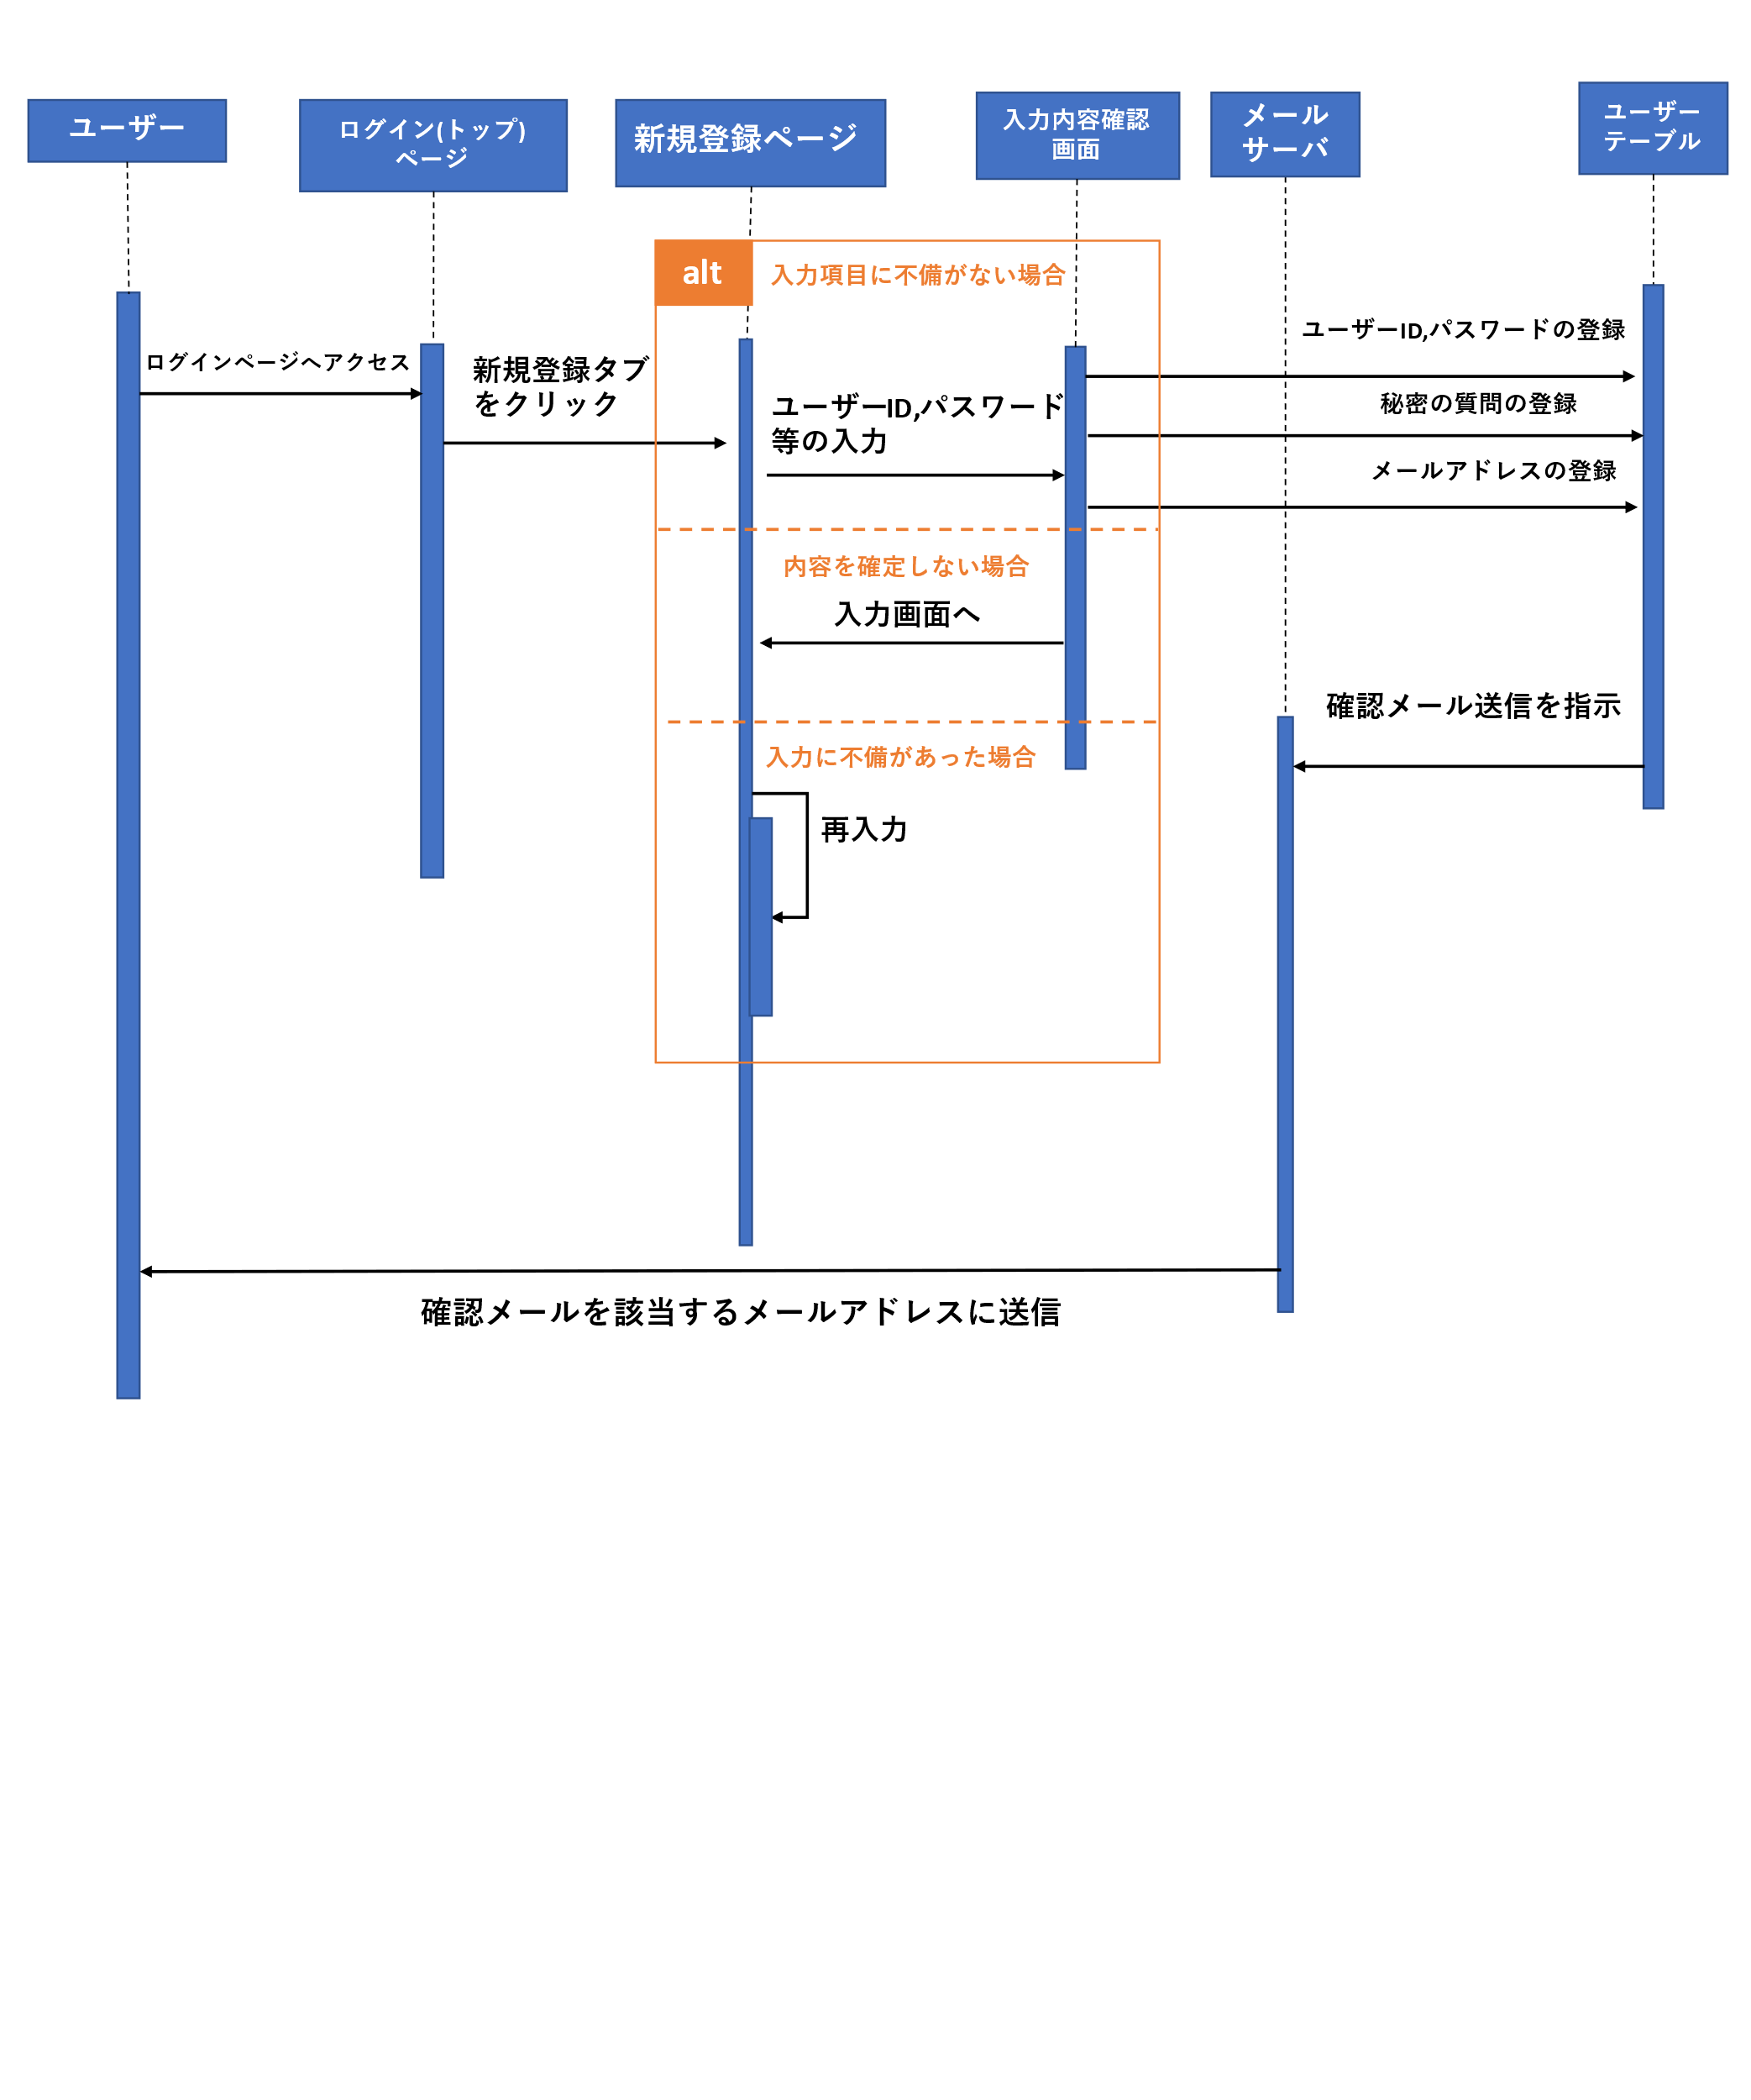 ユーザー
ログイン(トップ)
ページ
新規登録ページ
入力内容確認
画面
メール
サーバ
ユーザー
テーブル
alt
入力項目に不備がない場合
ログインページへアクセス
新規登録タブ
をクリック
ユーザーID,パスワード
等の入力
ユーザーID,パスワードの登録
秘密の質問の登録
メールアドレスの登録
内容を確定しない場合
入力画面へ
確認メール送信を指示
入力に不備があった場合
再入力
確認メールを該当するメールアドレスに送信